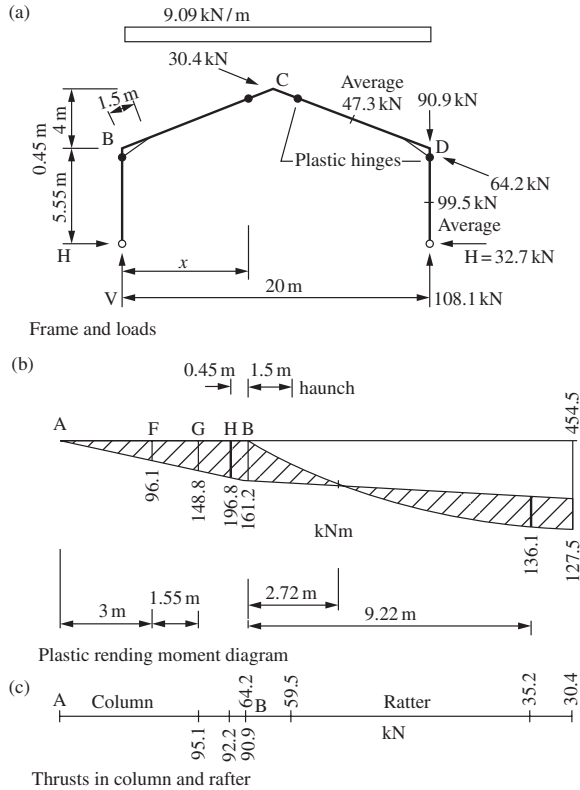 (a)
9.09 kN/m
30.4 kN
C
Average
47.3 kN
90.9 kN
1.5 m
4 m
0.45 m
B
D
Plastic hinges
64.2 kN
5.55 m
99.5 kN
Average
H
H = 32.7 kN
x
20 m
V
108.1 kN
Frame and loads
(b)
0.45 m
1.5 m
haunch
A
F
G
H
B
454.5
96.1
148.8
196.8
161.2
kNm
136.1
127.5
2.72 m
3 m
1.55 m
9.22 m
Plastic rending moment diagram
(c)
A
Column
64.2
B
59.5
Ratter
35.2
30.4
95.1
92.2
90.9
kN
Thrusts in column and rafter